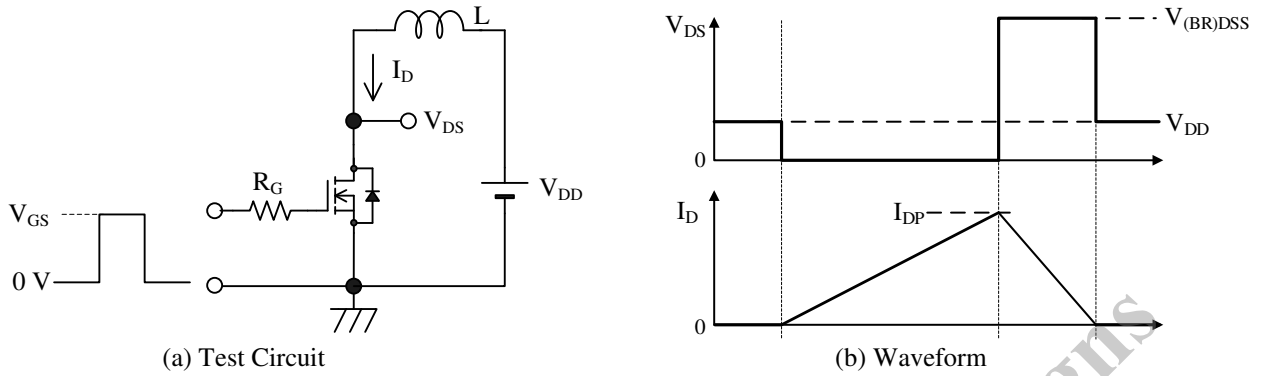 L
I_D
V_DS
R_G
V_DD
V_GS
0 V
(a) Test Circuit
V_DS
V_(BR)DSS
V_DD
0
I_D
I_DP
0
(b) Waveform